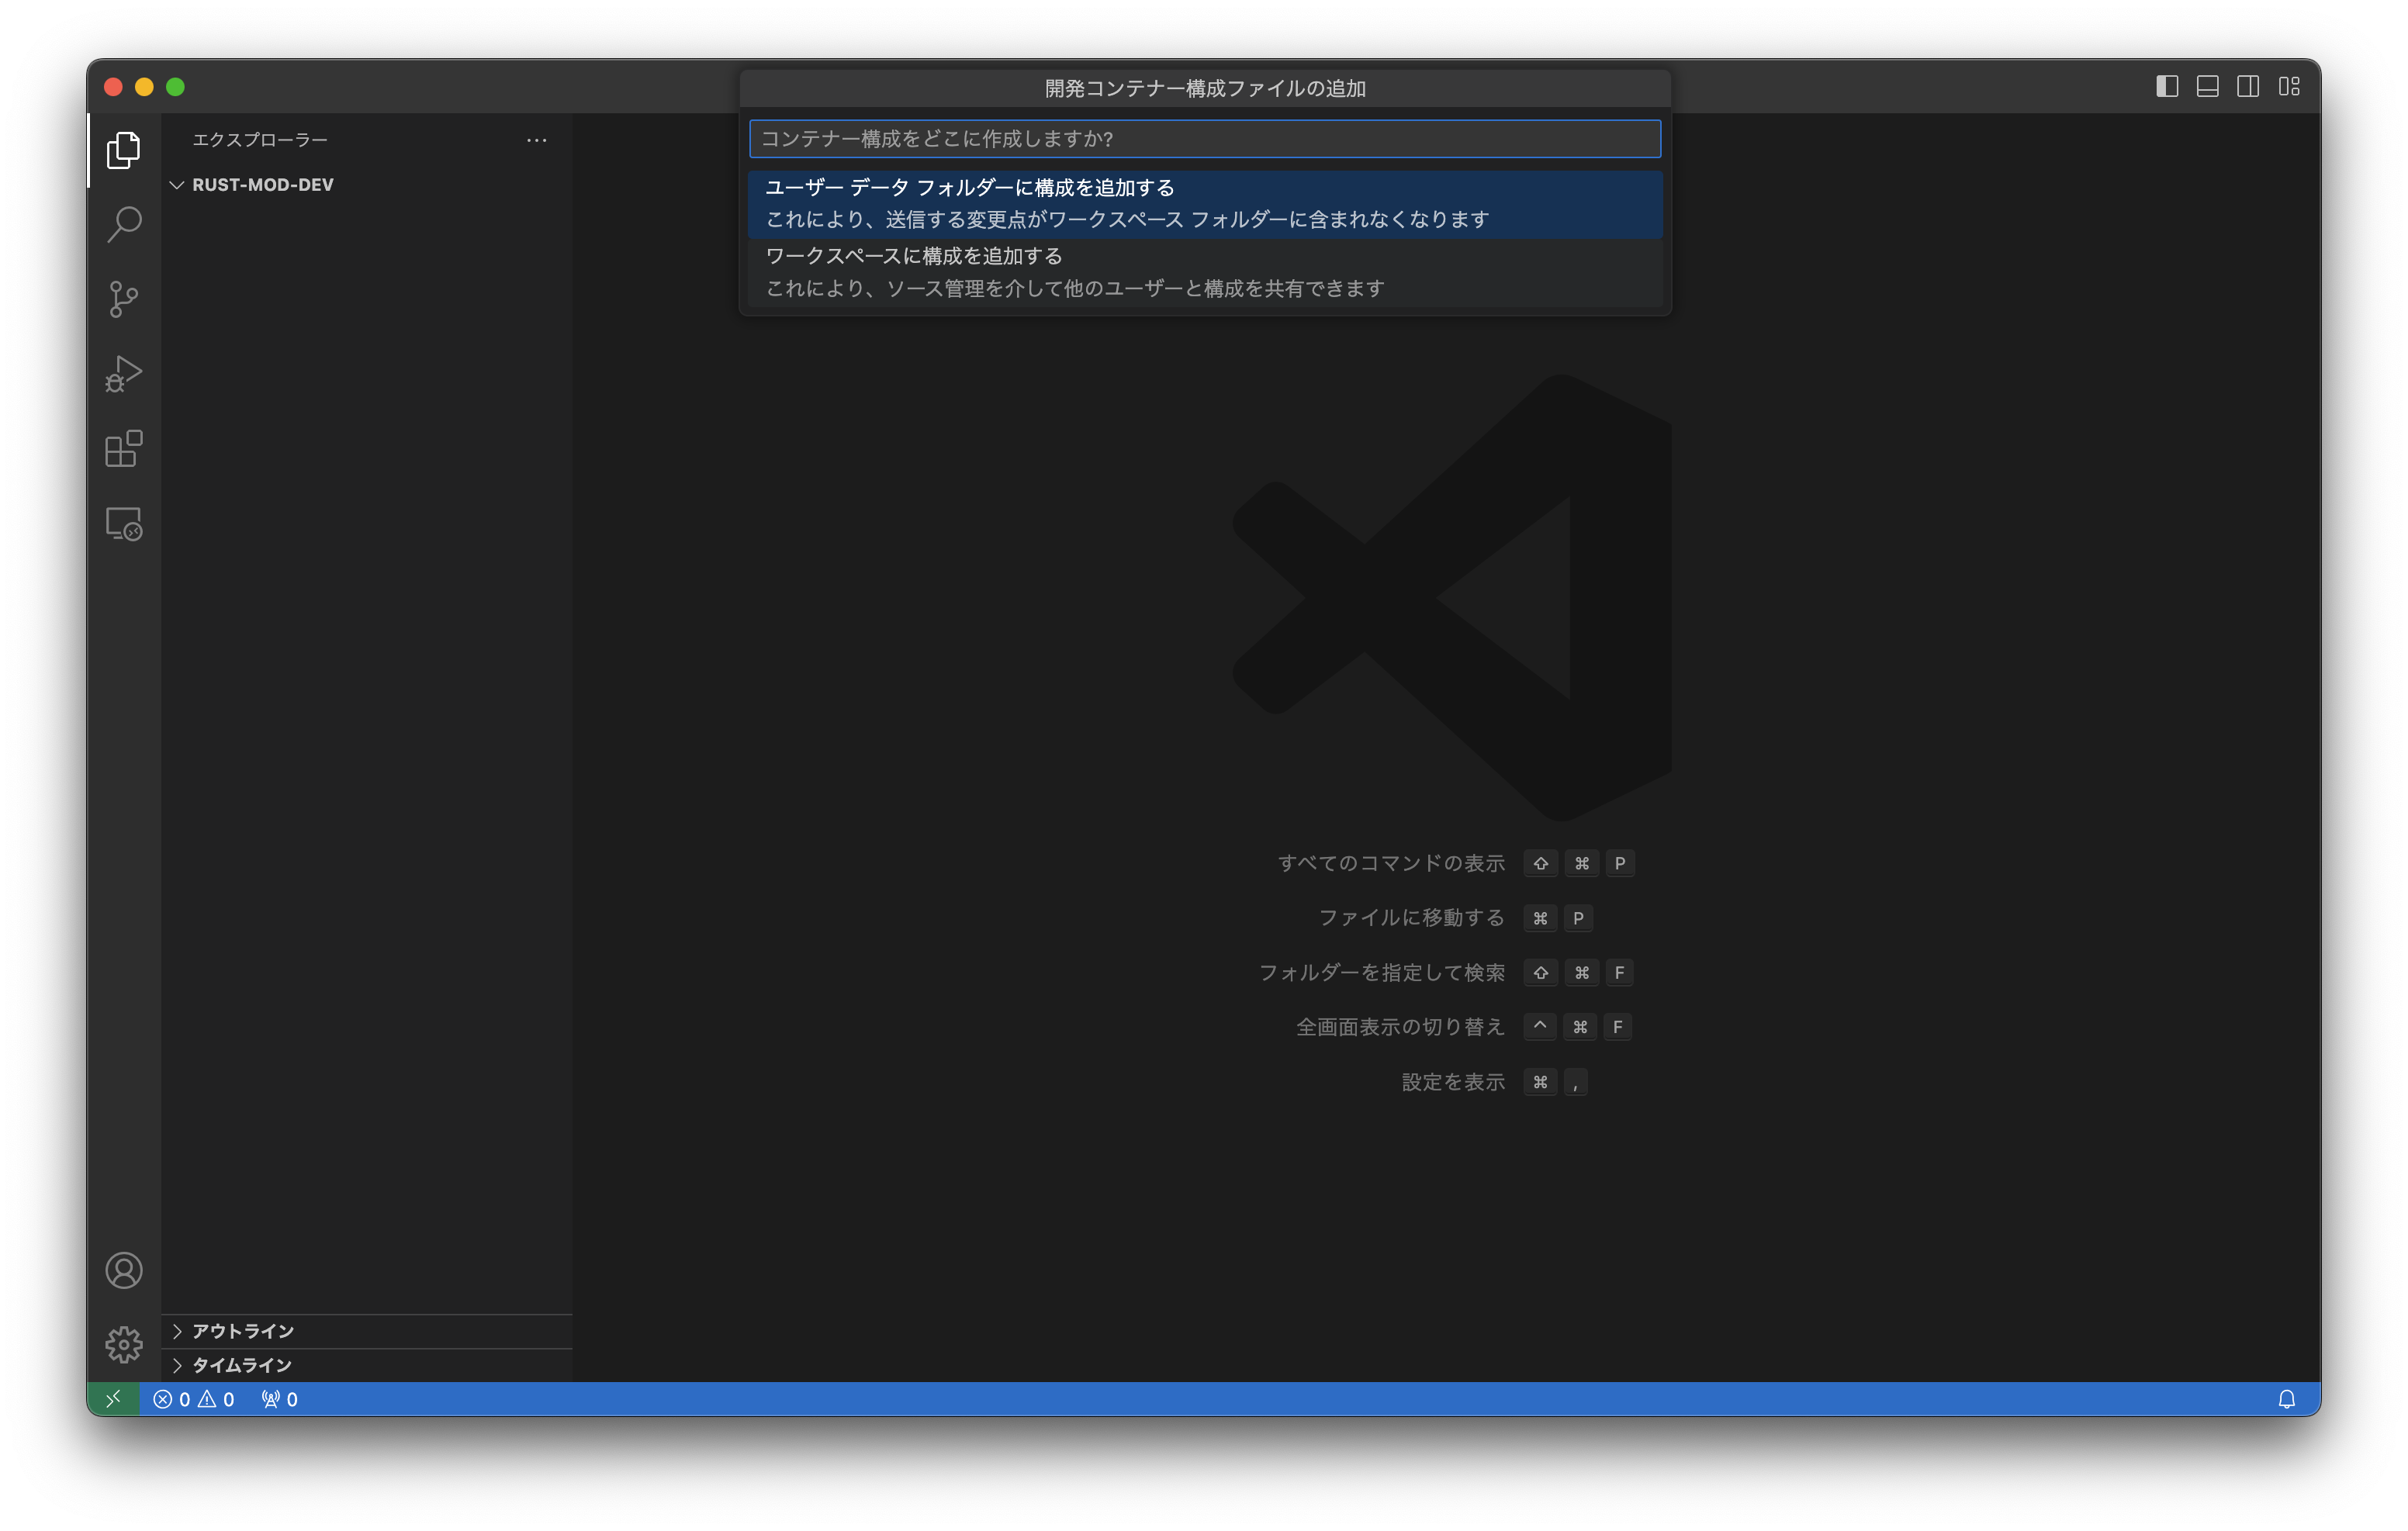 開発コンテナー構成ファイルの追加
コンテナー構成をどこに作成しますか?
ユーザー データ フォルダーに構成を追加する
これにより、送信する変更点がワークスペース フォルダーに含まれなくなります
ワークスペースに構成を追加する
これにより、ソース管理を介して他のユーザーと構成を共有できます
エクスプローラー
RUST-MOD-DEV
すべてのコマンドの表示 ⇧ ⌘ P
ファイルに移動する ⌘ P
フォルダーを指定して検索 ⇧ ⌘ F
全画面表示の切り替え ^ ⌘ F
設定を表示 ⌘ ,
アウトライン
タイムライン
0 0 0